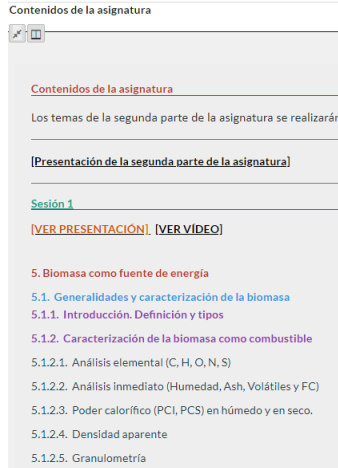 Contenidos de la asignatura
Contenidos de la asignatura
Los temas de la segunda parte de la asignatura se realizarán
[Presentación de la segunda parte de la asignatura]
Sesión 1
[VER PRESENTACIÓN] [VER VÍDEO]
5. Biomasa como fuente de energía
5.1. Generalidades y caracterización de la biomasa
5.1.1. Introducción. Definición y tipos
5.1.2. Caracterización de la biomasa como combustible
5.1.2.1. Análisis elemental (C, H, O, N, S)
5.1.2.2. Análisis inmediato (Humedad, Ash, Volátiles y FC)
5.1.2.3. Poder calorífico (PCI, PCS) en húmedo y en seco.
5.1.2.4. Densidad aparente
5.1.2.5. Granulometría